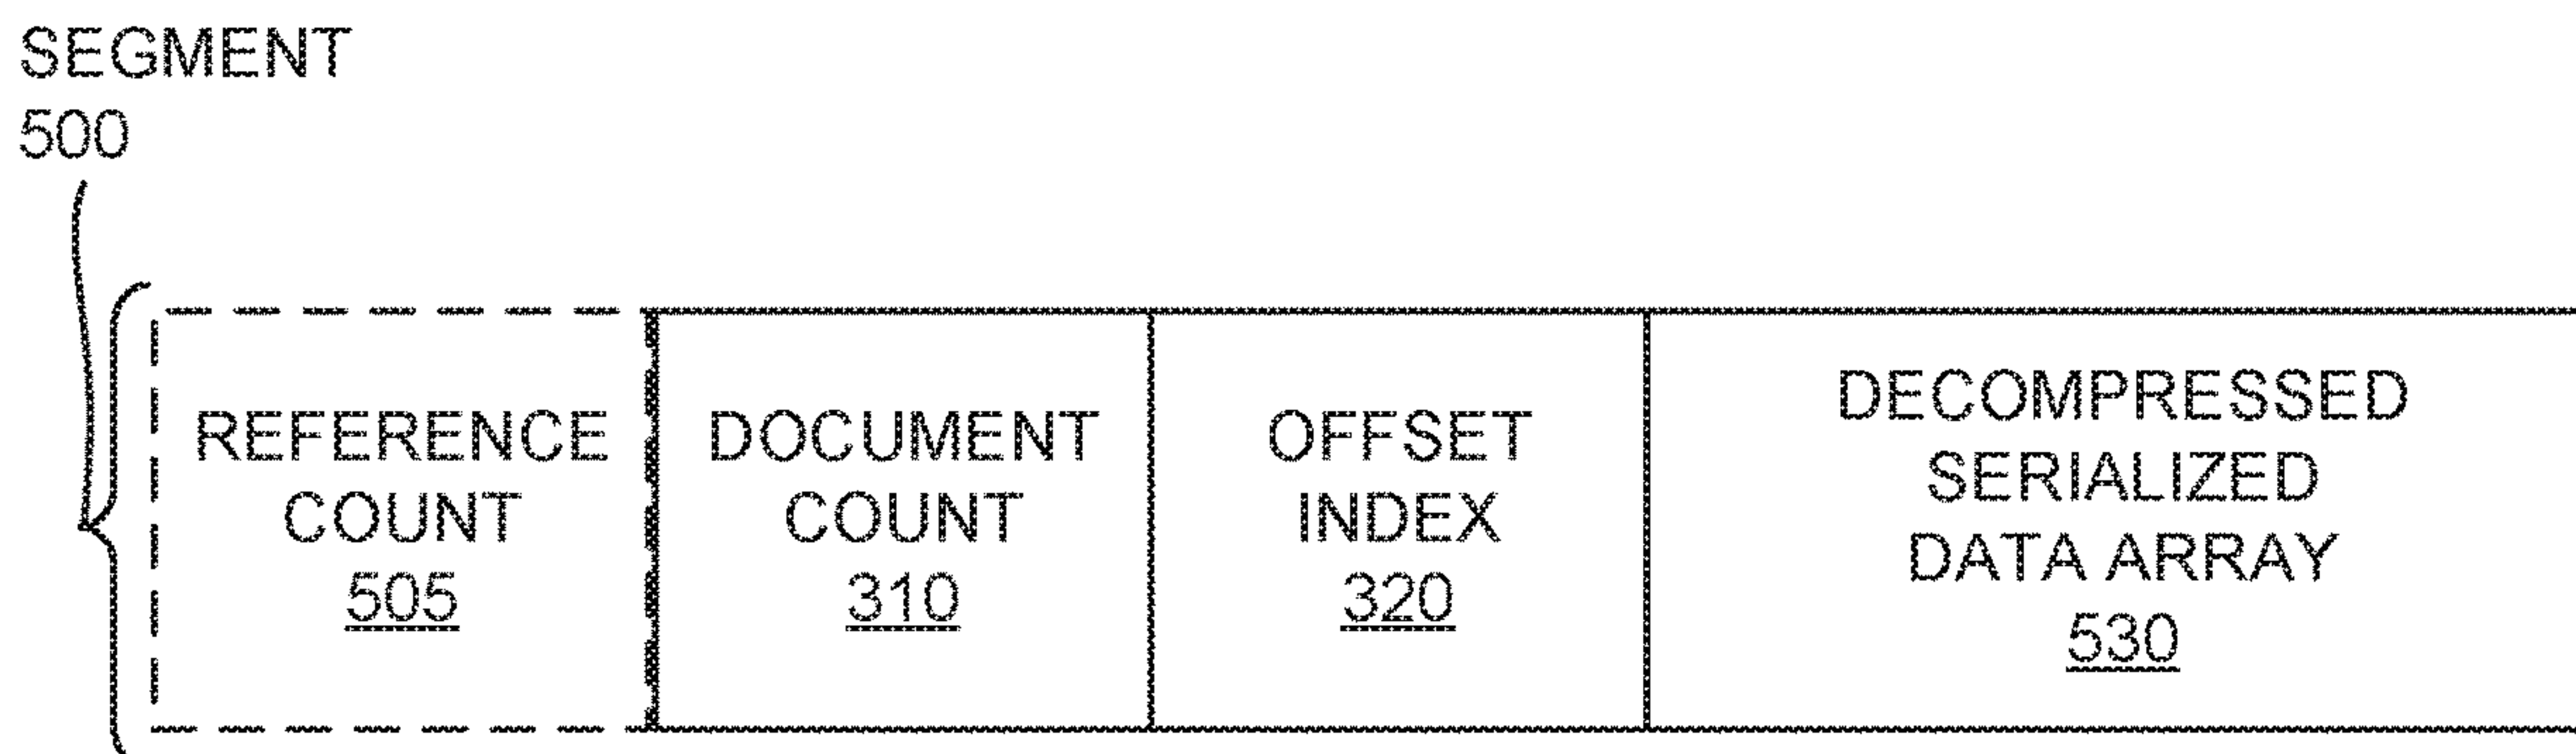 SEGMENT
500
REFERENCE
COUNT
505
DOCUMENT
COUNT
310
OFFSET
INDEX
320
DECOMPRESSED
SERIALIZED
DATA ARRAY
530